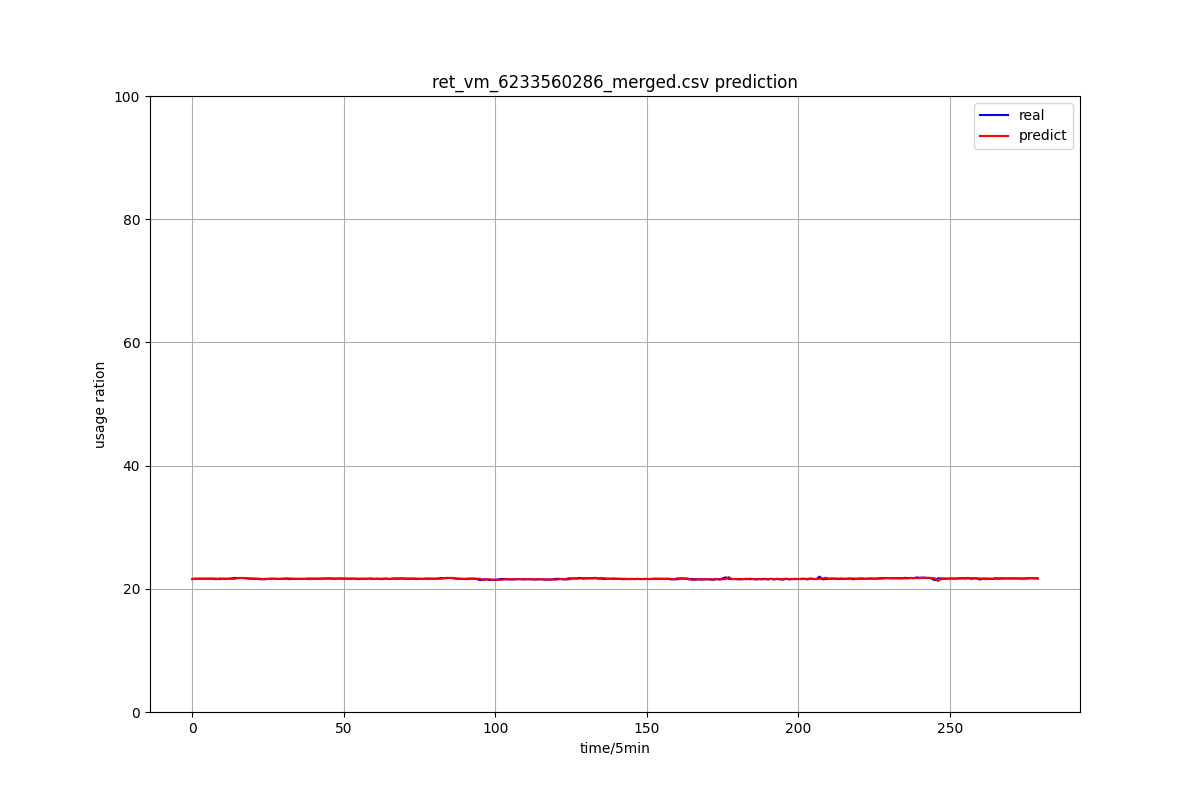 ret_vm_6233560286_merged.csv prediction
real
predict
100
80
60
40
20
0
usage ration
0 50 100 150 200 250
time/5min